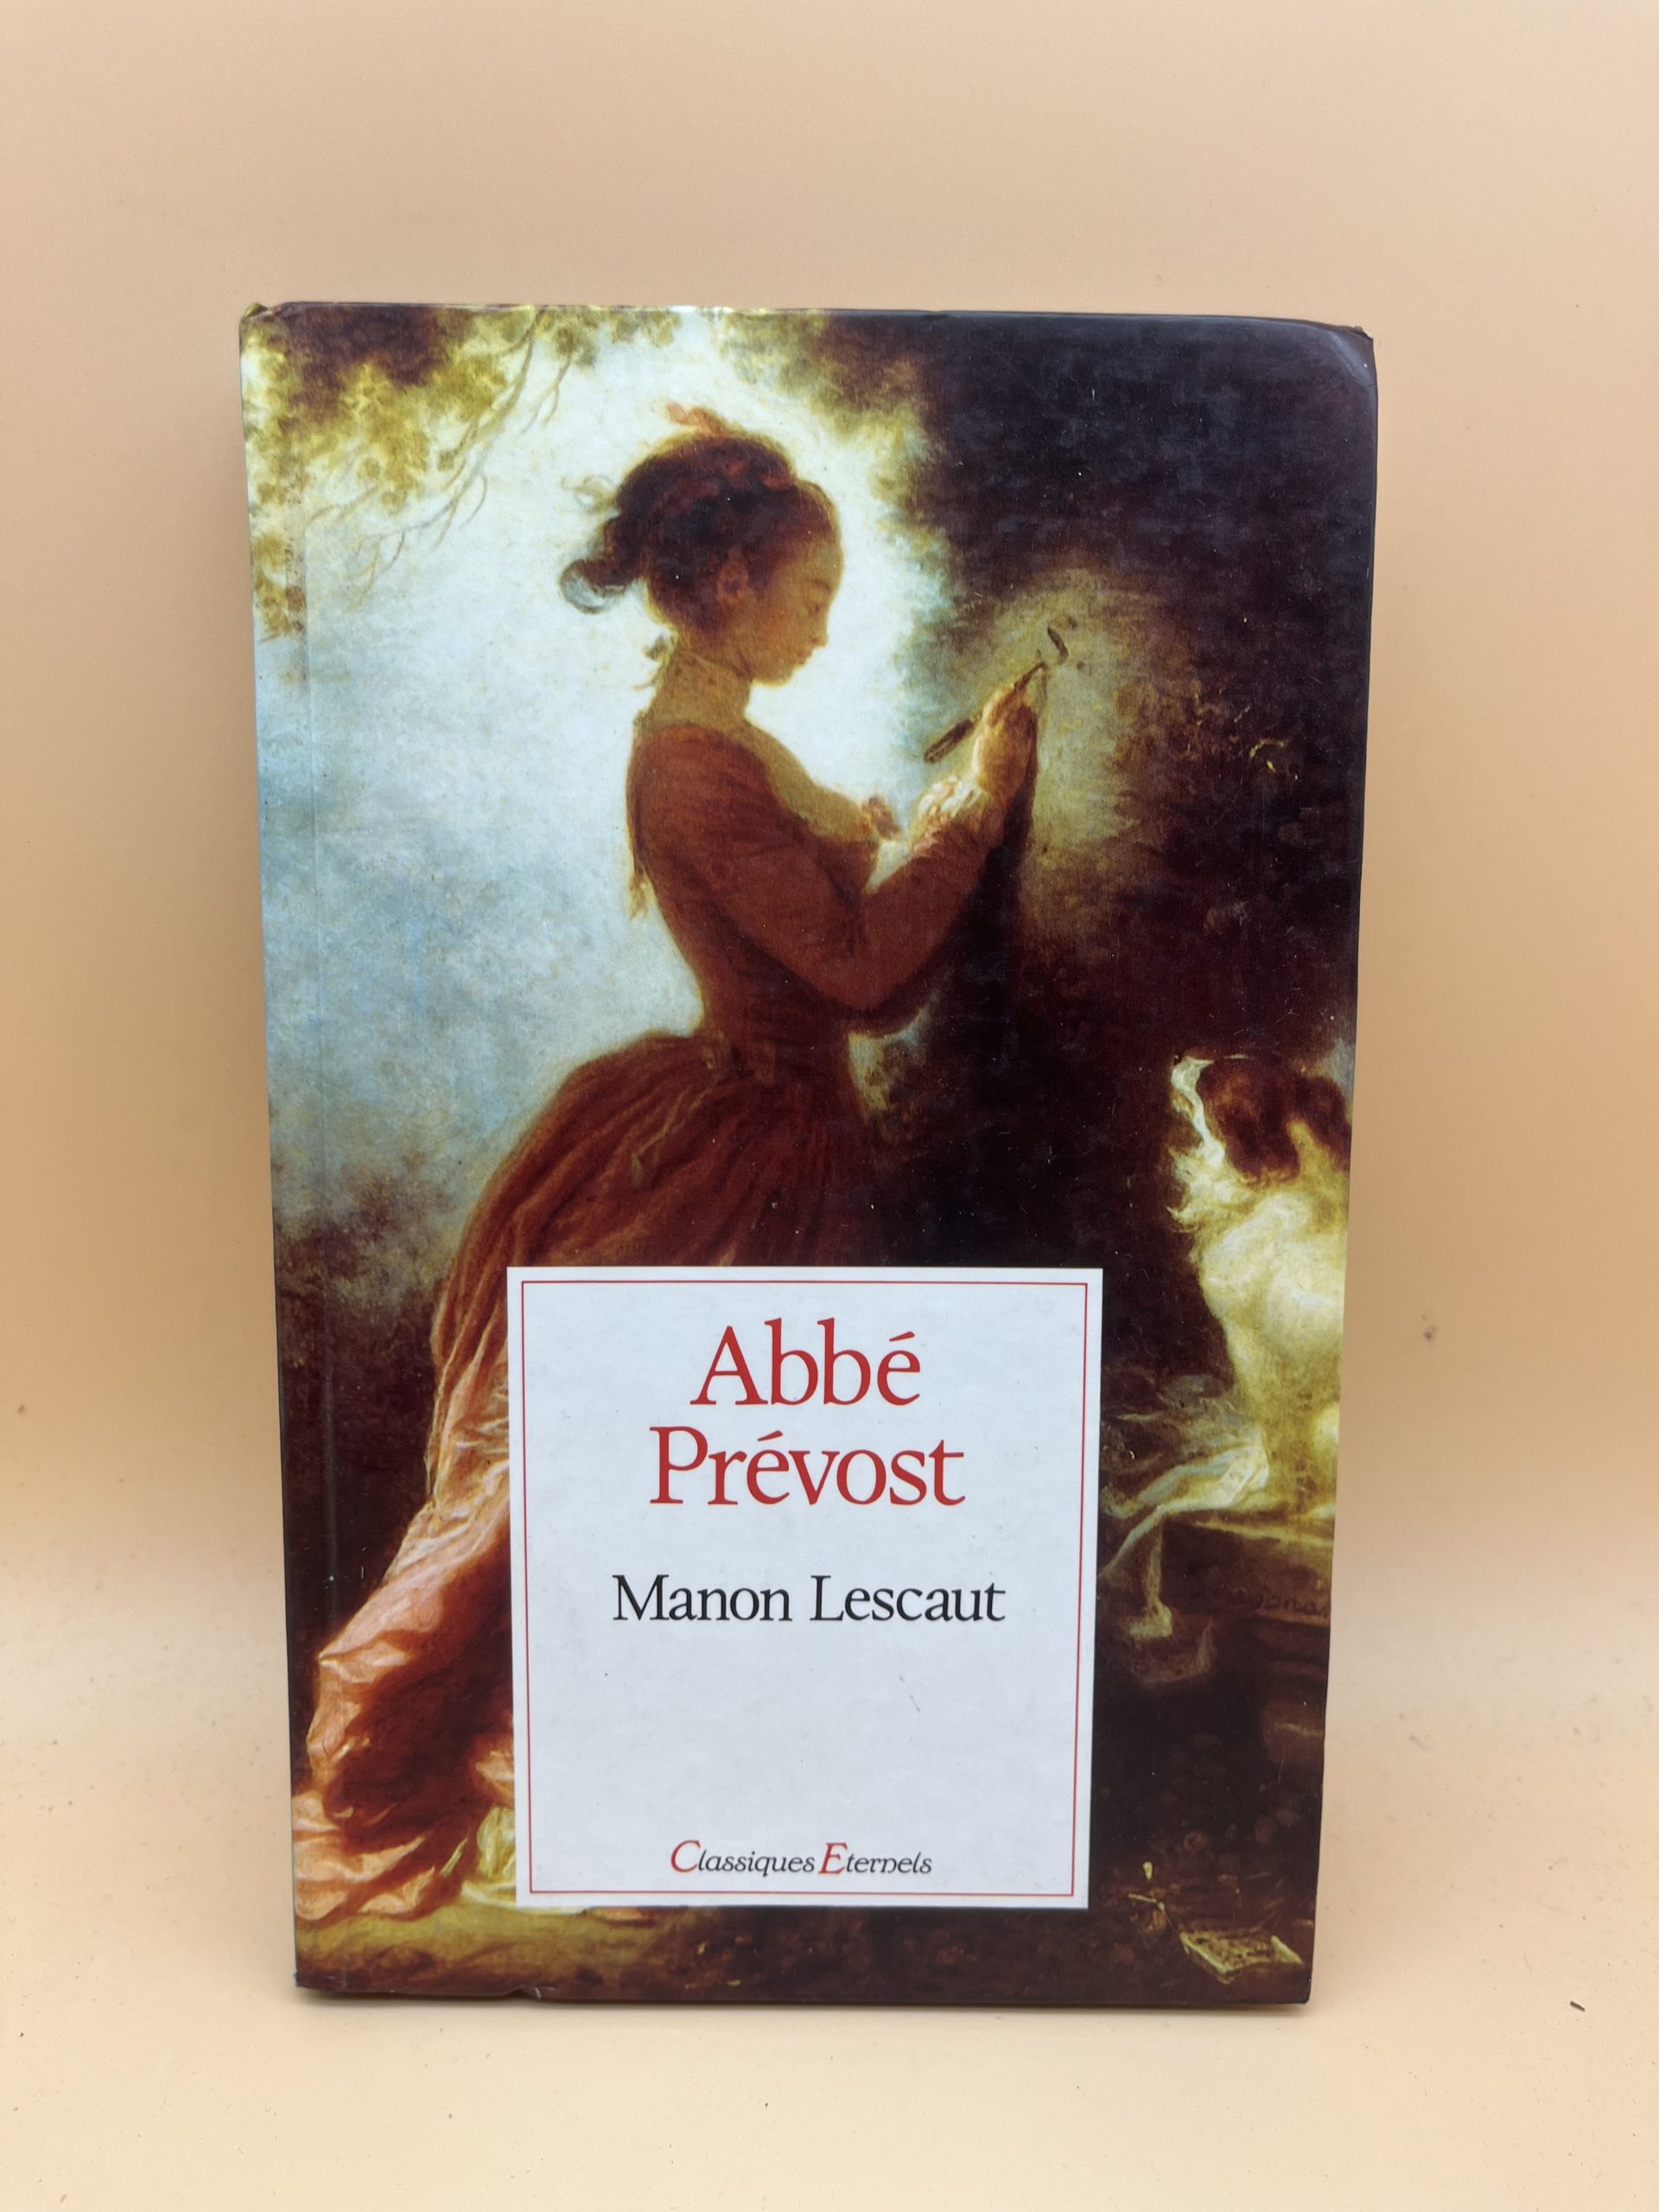 Abbé
Prévost
Manon Lescaut
Classiques Eternels